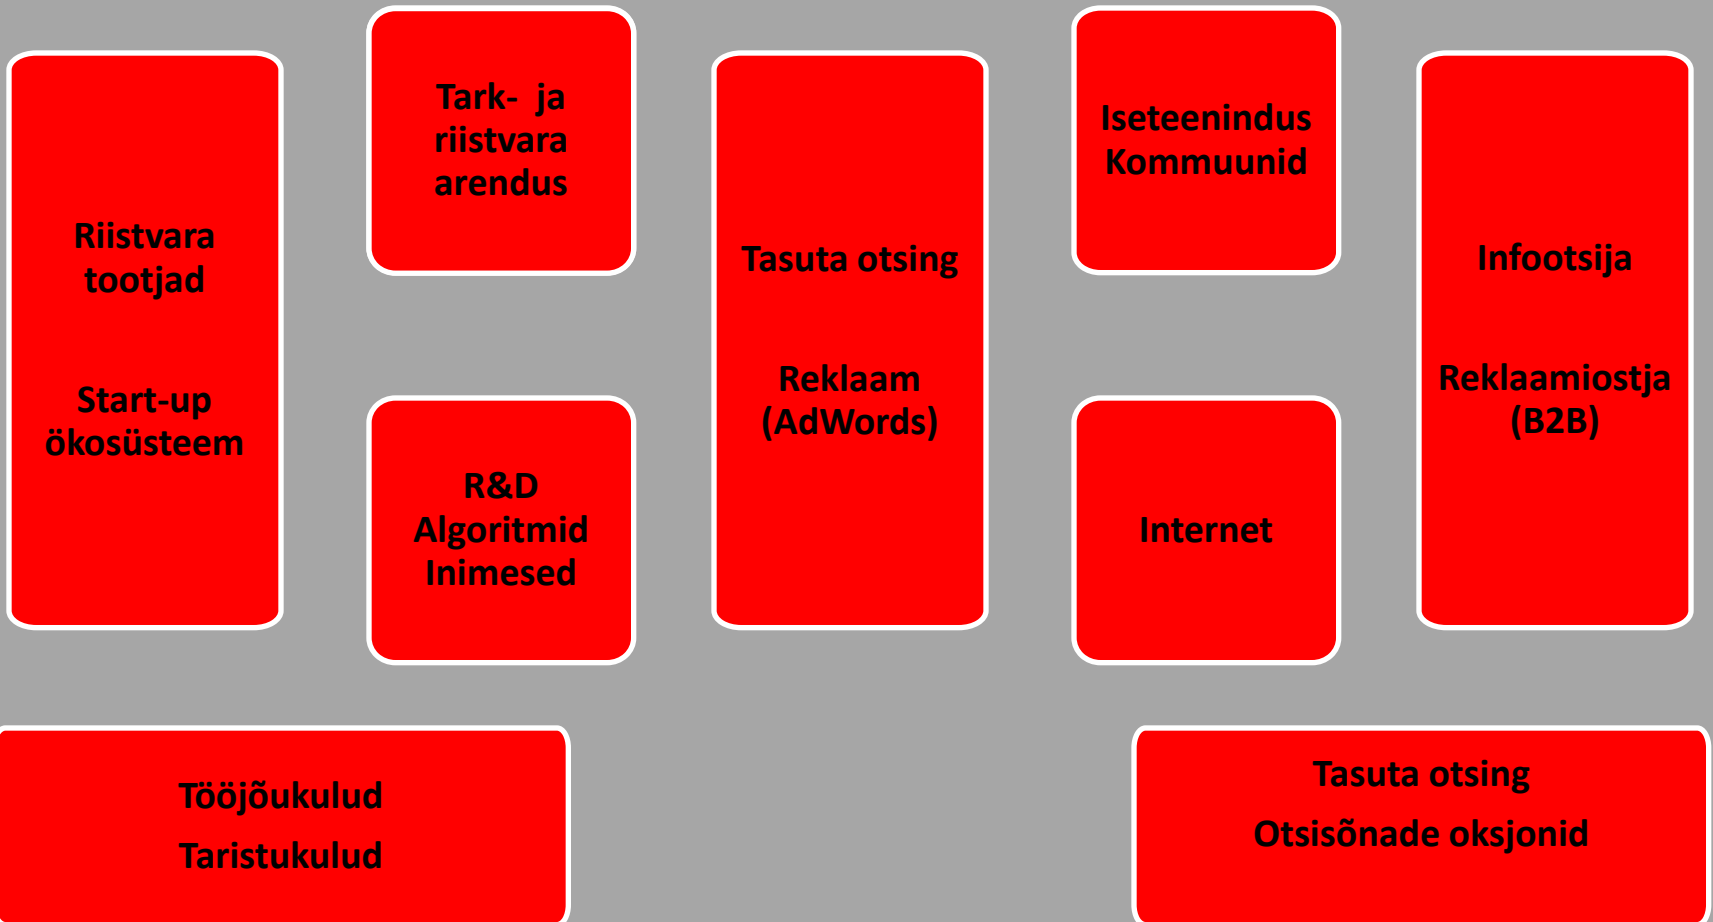 Riistvara
tootjad
Start-up
ökosüsteem
Tark- ja
riistvara
arendus
R&D
Algoritmid
Inimesed
Tasuta otsing
Reklaam
(AdWords)
Iseteenindus
Kommuunid
Internet
Infootsija
Reklaamiostja
(B2B)
Tööjõukulud
Taristukulud
Tasuta otsing
Otsisõnade oksjonid